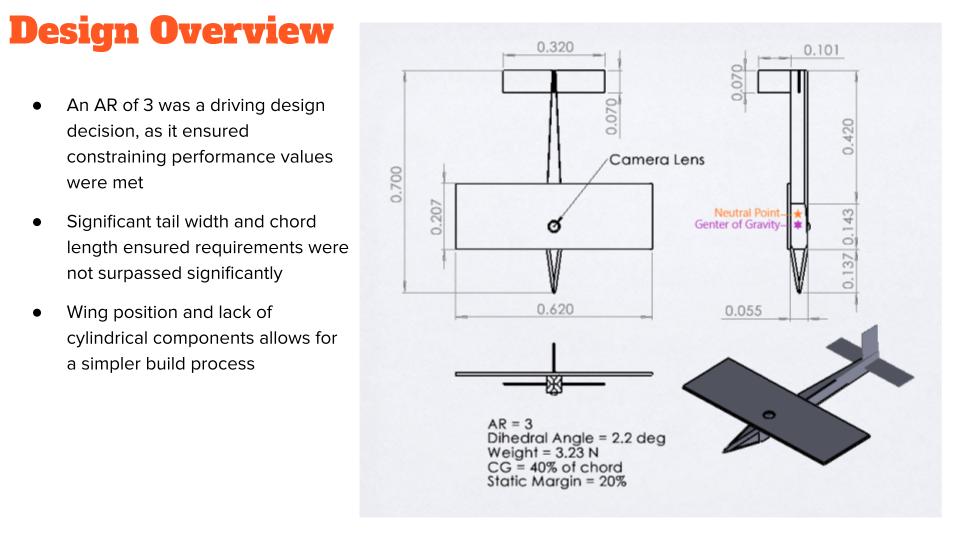 Design Overview
● An AR of 3 was a driving design
decision, as it ensured
constraining performance values
were met
● Significant tail width and chord
length ensured requirements were
not surpassed significantly
● Wing position and lack of
cylindrical components allows for
a simpler build process
0.320
0.101
0.070
0.070
0.420
Camera Lens
0.700
0.207
Neutral Point
Genter of Gravity
0.143
0.137
0.620
0.055
AR = 3
Dihedral Angle = 2.2 deg
Weight = 3.23 N
CG = 40% of chord
Static Margin = 20%